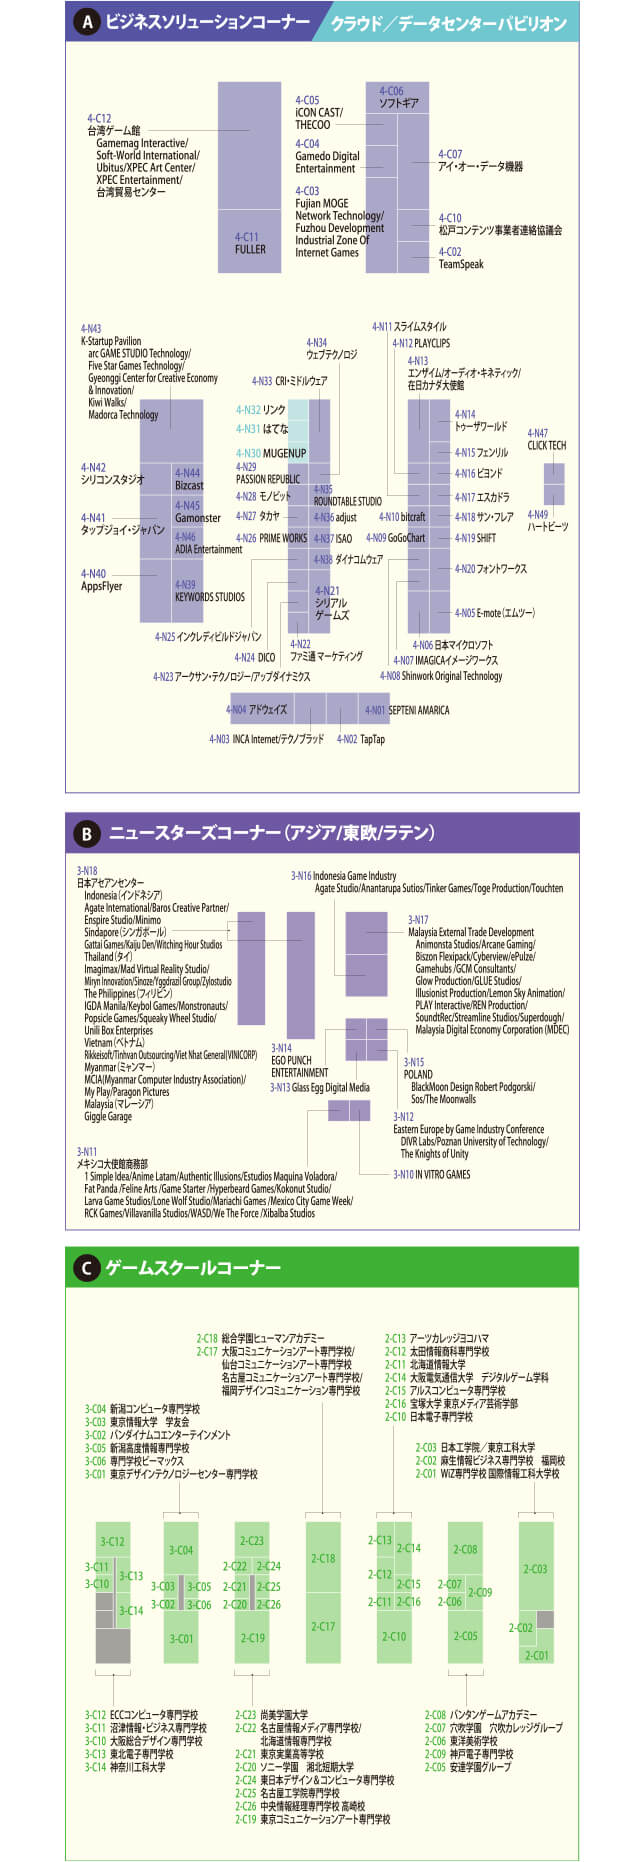 A ビジネスソリューションコーナー
クラウド／データセンターパビリオン
4-C12
台湾ゲーム館
Gamemag Interactive/
Soft-World International/
Ubitus/XPEC Art Center/
XPEC Entertainment/
台湾貿易センター
4-C11
FULLER
4-C05
iCON CAST/
THECOO
4-C04
Gamedo Digital
Entertainment
4-C03
Fujian MOGE
Network Technology/
Fuzhou Development
Industrial Zone Of
Internet Games
4-C06
ソフトギア
4-C07
アイ・オー・データ機器
4-C10
松戸コンテンツ事業者連絡協議会
4-C02
TeamSpeak
4-N43
K-Startup Pavilion
arc GAME STUDIO Technology/
Five Star Games Technology/
Gyeonggi Center for Creative Economy
& Innovation/
Kiwi Walks/
Madorca Technology
4-N42
シリコンスタジオ
4-N44
Bizcast
4-N41
タップジョイ・ジャパン
4-N45
Gamonster
4-N46
ADIA Entertainment
4-N40
AppsFlyer
4-N39
KEYWORDS STUDIOS
4-N34
ウェブテクノロジ
4-N33 CRI・ミドルウェア
4-N32 リンク
4-N31 はてな
4-N30 MUGENUP
4-N29
PASSION REPUBLIC
4-N28 モノビット
4-N35
ROUNDTABLE STUDIO
4-N27 タカヤ
4-N36 adjust
4-N26 PRIME WORKS
4-N37 ISAO
4-N38 ダイナコムウェア
4-N21
シリアル
ゲームズ
4-N25 インクレディビルドジャパン
4-N22
ファミ通 マーケティング
4-N24 DICO
4-N23 アークサン・テクノロジー/アップダイナミクス
4-N11 スライムスタイル
4-N12 PLAYCLIPS
4-N13
エンザイム/オーディオ・キネティック/
在日カナダ大使館
4-N14
トゥーザワールド
4-N15 フェンリル
4-N16 ビヨンド
4-N17 エスカドラ
4-N10 bitcraft
4-N18 サン・フレア
4-N09 GoGoChart
4-N19 SHIFT
4-N20 フォントワークス
4-N05 E-mote（エムツー）
4-N06 日本マイクロソフト
4-N07 IMAGICAイメージワークス
4-N08 Shinwork Original Technology
4-N47
CLICK TECH
4-N49
ハートビーツ
4-N04 アドウェイズ
4-N01 SEPTENI AMARICA
4-N03 INCA Internet/テクノブラッド
4-N02 TapTap
B ニュースターズコーナー（アジア/東欧/ラテン）
3-N18
日本アセアンセンター
Indonesia（インドネシア）
Agate International/Baros Creative Partner/
Enspire Studio/Minimo
Sindapore（シンガポール）
Gattai Games/Kaiju Den/Witching Hour Studios
Thailand（タイ）
Imagimax/Mad Virtual Reality Studio/
Miryn Innovation/Sinoze/Yggdrazil Group/Zylostudio
The Philippines（フィリピン）
IGDA Manila/Keybol Games/Monstronauts/
Popsicle Games/Squeaky Wheel Studio/
Unili Box Enterprises
Vietnam（ベトナム）
Rikkeisoft/Tinhvan Outsourcing/Viet Nhat General(VINICORP)
Myanmar（ミャンマー）
MCIA(Myanmar Computer Industry Association)/
My Play/Paragon Pictures
Malaysia（マレーシア）
Giggle Garage
3-N16 Indonesia Game Industry
Agate Studio/Anantarupa Sutios/Tinker Games/Toge Production/Touchten
3-N17
Malaysia External Trade Development
Animonsta Studios/Arcane Gaming/
Biszon Flexipack/Cyberview/ePulze/
Gamehubs /GCM Consultants/
Glow Production/GLUE Studios/
Illusionist Production/Lemon Sky Animation/
PLAY Interactive/REN Production/
SoundtRec/Streamline Studios/Superdough/
Malaysia Digital Economy Corporation (MDEC)
3-N14
EGO PUNCH
ENTERTAINMENT
3-N13 Glass Egg Digital Media
3-N15
POLAND
BlackMoon Design Robert Podgorski/
Sos/The Moonwalls
3-N12
Eastern Europe by Game Industry Conference
DIVR Labs/Poznan University of Technology/
The Knights of Unity
3-N10 IN VITRO GAMES
3-N11
メキシコ大使館商務部
1 Simple Idea/Anime Latam/Authentic Illusions/Estudios Maquina Voladora/
Fat Panda /Feline Arts /Game Starter /Hyperbeard Games/Kokonut Studio/
Larva Game Studios/Lone Wolf Studio/Mariachi Games /Mexico City Game Week/
RCK Games/Villavanilla Studios/WASD/We The Force /Xibalba Studios
C ゲームスクールコーナー
2-C18 総合学園ヒューマンアカデミー
2-C17 大阪コミュニケーションアート専門学校/
仙台コミュニケーションアート専門学校
名古屋コミュニケーションアート専門学校/
福岡デザインコミュニケーション専門学校
2-C13 アーツカレッジヨコハマ
2-C12 太田情報商科専門学校
2-C11 北海道情報大学
2-C14 大阪電気通信大学　デジタルゲーム学科
2-C15 アルスコンピュータ専門学校
2-C16 宝塚大学 東京メディア芸術学部
2-C10 日本電子専門学校
3-C04 新潟コンピュータ専門学校
3-C03 東京情報大学　学友会
3-C02 バンダイナムコエンターテインメント
3-C05 新潟高度情報専門学校
3-C06 専門学校ビーマックス
3-C01 東京デザインテクノロジーセンター専門学校
2-C03 日本工学院／東京工科大学
2-C02 麻生情報ビジネス専門学校　福岡校
2-C01 WiZ専門学校 国際情報工科大学校
3-C12
3-C11
3-C13
3-C10
3-C14
3-C04
3-C03
3-C05
3-C02
3-C06
3-C01
2-C23
2-C22
2-C24
2-C21
2-C25
2-C20
2-C26
2-C19
2-C18
2-C17
2-C13
2-C14
2-C12
2-C15
2-C11
2-C16
2-C10
2-C08
2-C07
2-C09
2-C06
2-C05
2-C03
2-C02
2-C01
3-C12 ECCコンピュータ専門学校
3-C11 沼津情報・ビジネス専門学校
3-C10 大阪総合デザイン専門学校
3-C13 東北電子専門学校
3-C14 神奈川工科大学
2-C23 尚美学園大学
2-C22 名古屋情報メディア専門学校/
北海道情報専門学校
2-C21 東京実業高等学校
2-C20 ソニー学園　湘北短期大学
2-C24 東日本デザイン＆コンピュータ専門学校
2-C25 名古屋工学院専門学校
2-C26 中央情報経理専門学校 高崎校
2-C19 東京コミュニケーションアート専門学校
2-C08 バンタンゲームアカデミー
2-C07 穴吹学園　穴吹カレッジグループ
2-C06 東洋美術学校
2-C09 神戸電子専門学校
2-C05 安達学園グループ